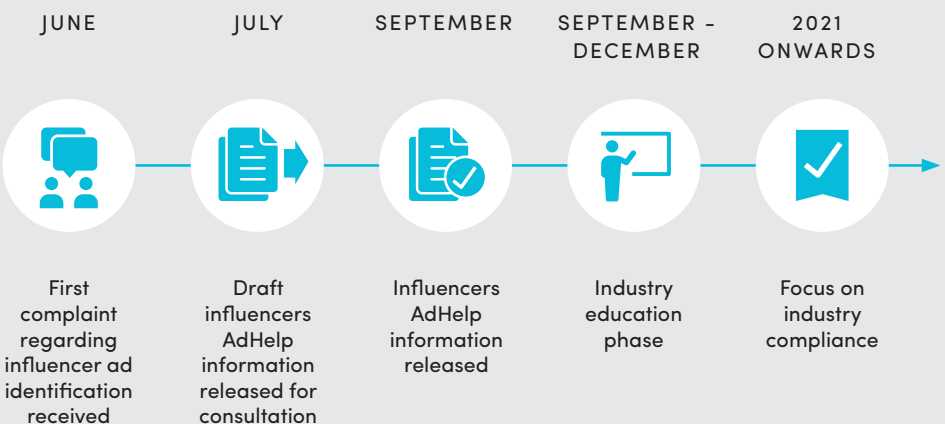 JUNE
JULY
SEPTEMBER
SEPTEMBER -
DECEMBER
2021
ONWARDS
First
complaint
regarding
influencer ad
identification
received
Draft
influencers
AdHelp
information
released for
consultation
Influencers
AdHelp
information
released
Industry
education
phase
Focus on
industry
compliance